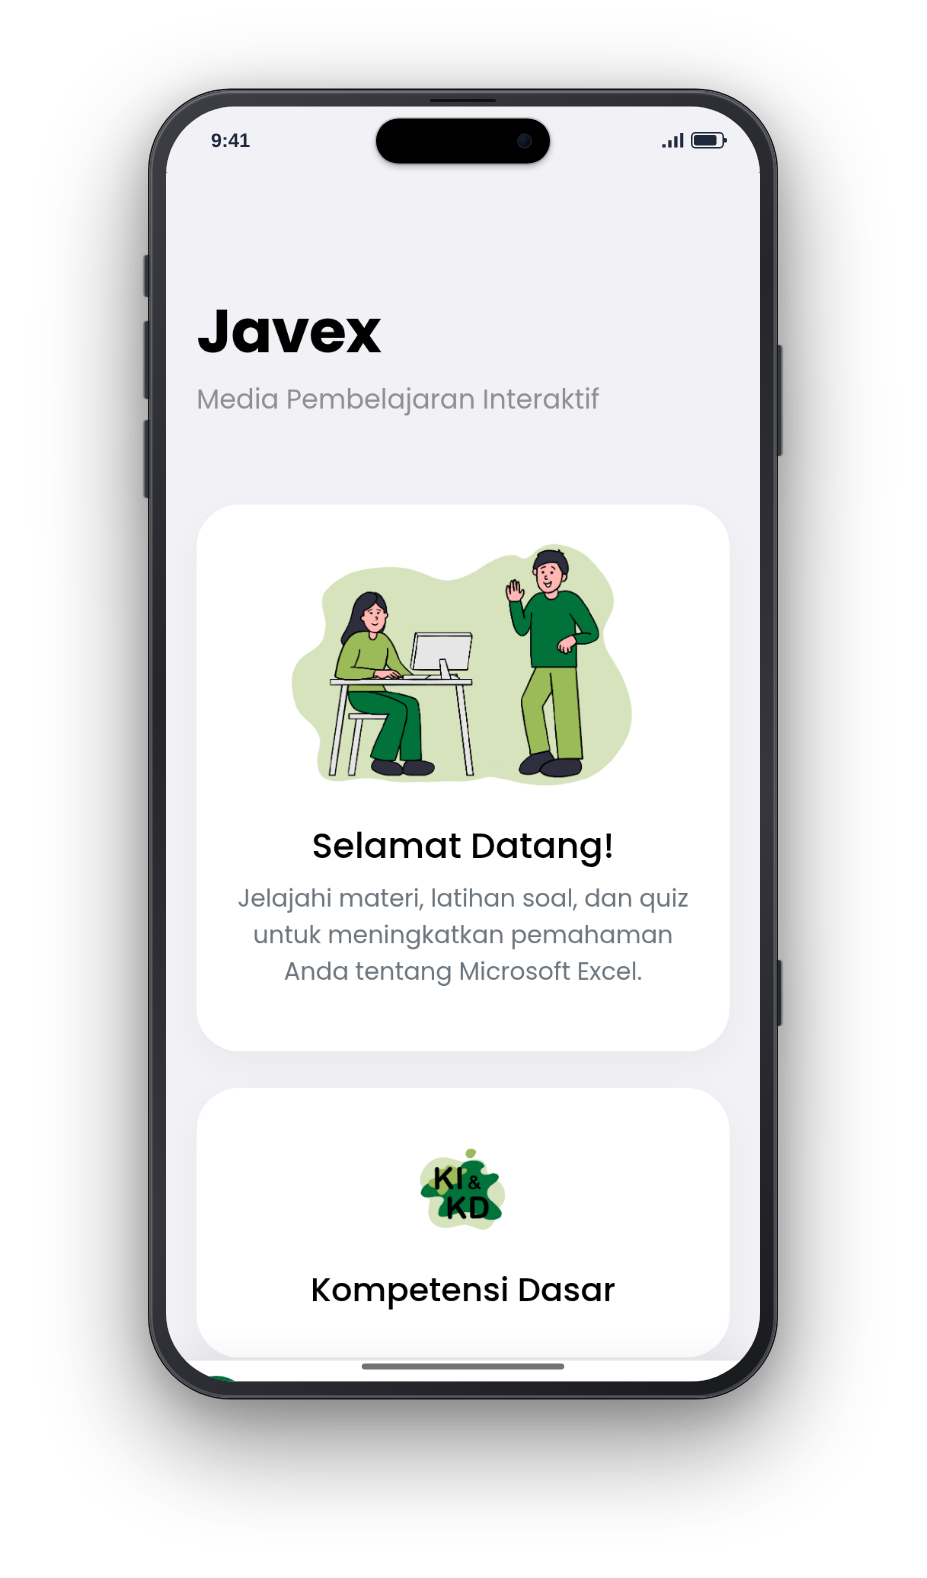 9:41
Javex
Media Pembelajaran Interaktif
Selamat Datang!
Jelajahi materi, latihan soal, dan quiz
untuk meningkatkan pemahaman
Anda tentang Microsoft Excel.
KI &
KD
Kompetensi Dasar